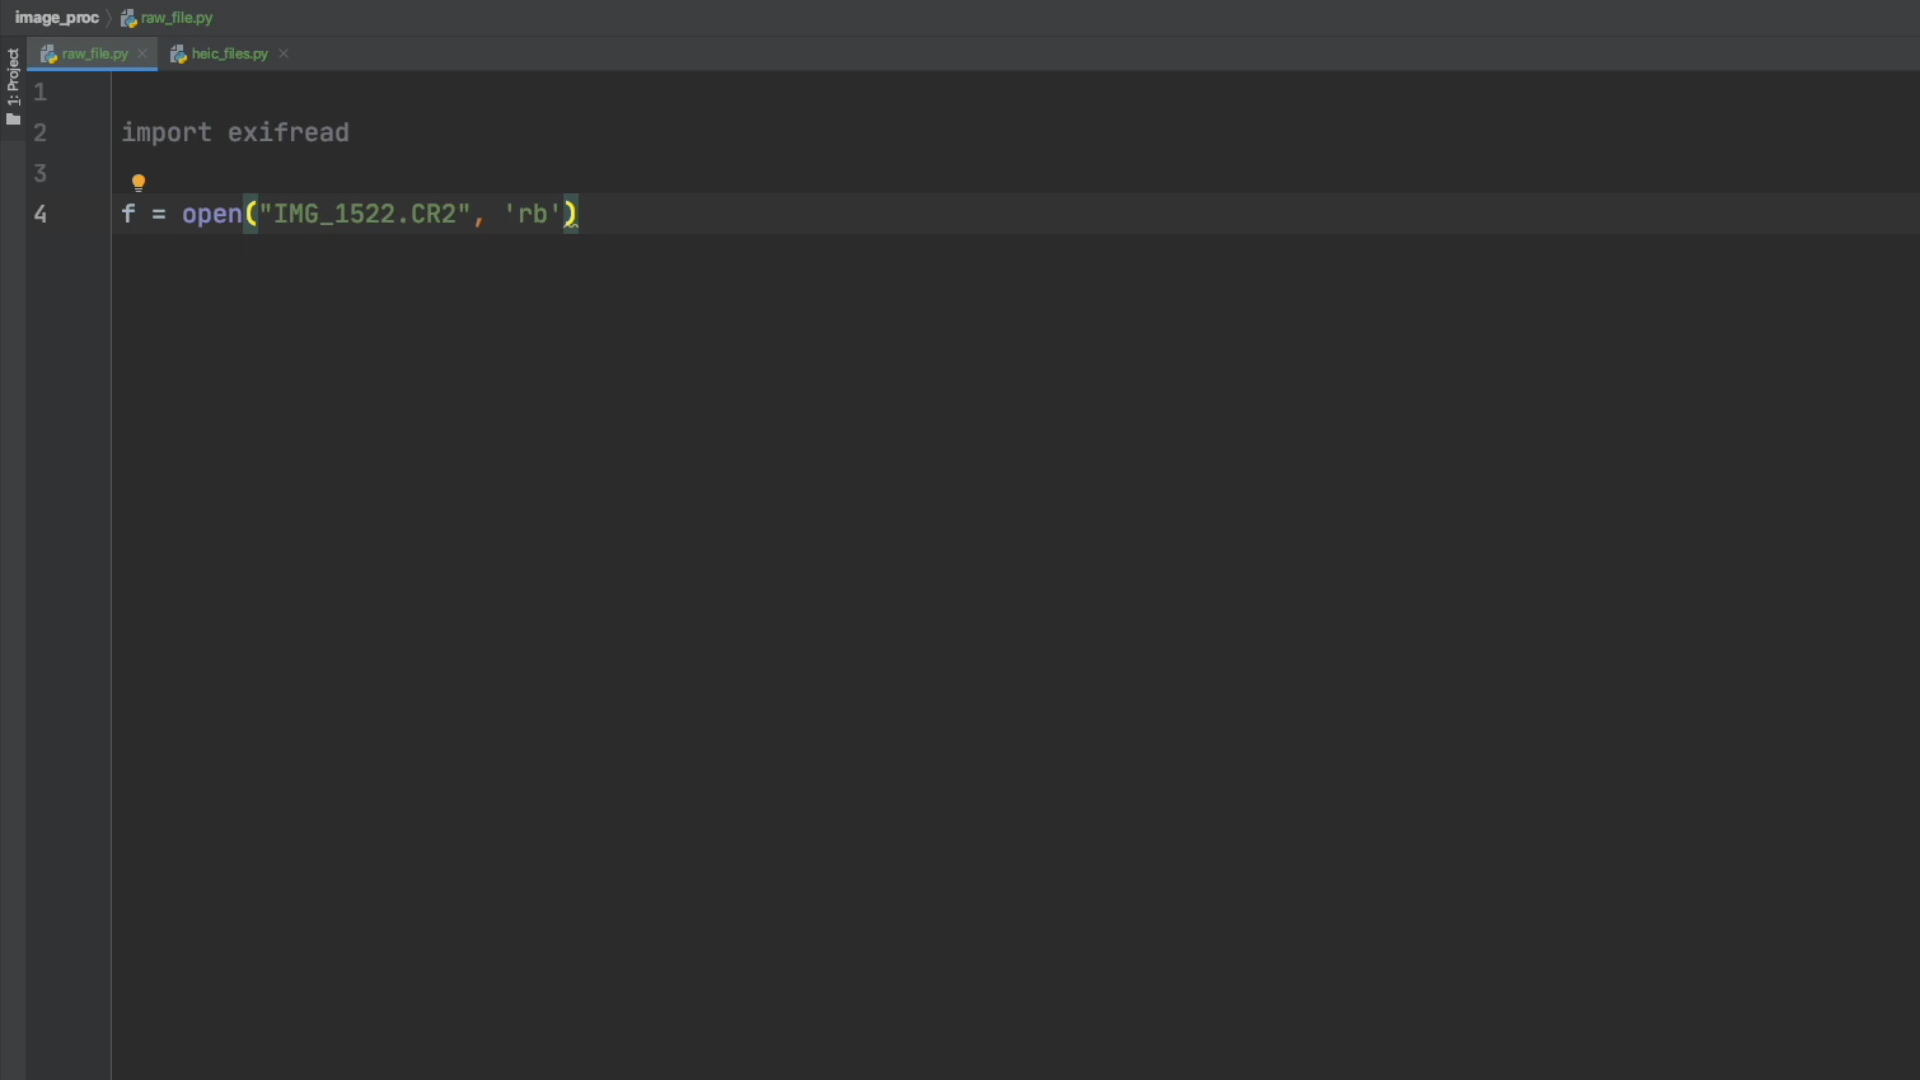 image_proc raw_file.py
raw_file.py heic_files.py
1: Project
1
2 import exifread
3
4 f = open("IMG_1522.CR2", 'rb')